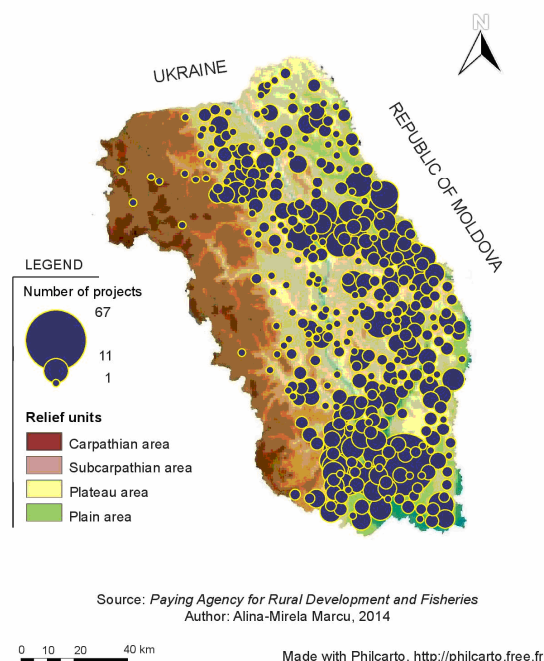 N
UKRAINE
REPUBLIC OF MOLDOVA
LEGEND
Number of projects
67
11
1
Relief units
Carpathian area
Subcarpathian area
Plateau area
Plain area
Source: Paying Agency for Rural Development and Fisheries
Author: Alina-Mirela Marcu, 2014
0 10 20 40 km
Made with Philcarto, http://philcarto.free.fr